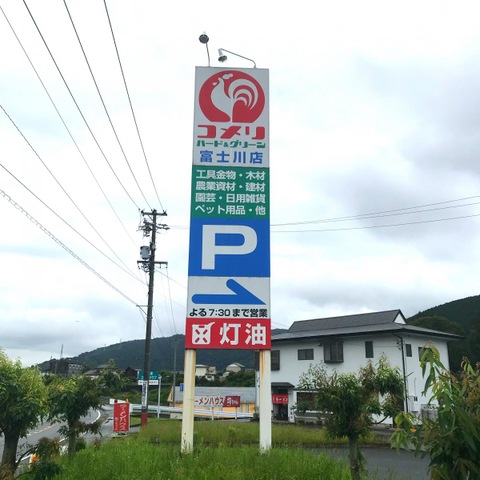 コメリ
ハード&グリーン
富士川店
工具金物・木材
農業資材・建材
園芸・日用雑貨
ペット用品・他
P
よる7:30まで営業
灯油